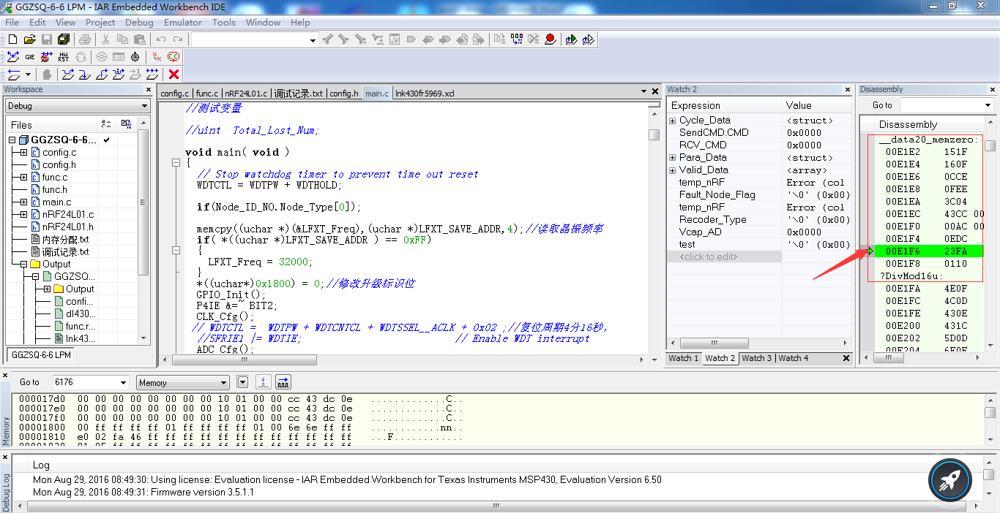 GGZSQ-6-6 LPM - IAR Embedded Workbench IDE
File Edit View Project Debug Emulator Tools Window Help
GIE
HW RST
CC
Workspace
Debug
Files
GGZSQ-6-6...
config.c
config.h
func.c
func.h
main.c
nRF24L01.c
nRF24L01.h
内存分配.txt
调试记录.txt
Output
GGZSQ...
Output
confi...
dl430...
func.r...
lnk43...
GGZSQ-6-6 LPM
config.c func.c nRF24L01.c 调试记录.txt config.h main.c lnk430fr5969.xcl
//测试变量
//uint Total_Lost_Num;
void main( void )
{
// Stop watchdog timer to prevent time out reset
WDTCTL = WDTPW + WDTHOLD;
if(Node_ID_NO.Node_Type[0]);
memcpy((uchar *)(&LFXT_Freq),(uchar *)LFXT_SAVE_ADDR,4);//读取晶振频率
if( *((uchar *)LFXT_SAVE_ADDR ) == 0xFF)
{
LFXT_Freq = 32000;
}
*((uchar*)0x1800) = 0;//修改升级标识位
GPIO_Init();
P4IE &=~ BIT2;
CLK_Cfg();
// WDTCTL = WDTPW + WDTCNTCL + WDTSSEL__ACLK + 0x02 ;//复位周期4分16秒,
//SFRIE1 |= WDTIE; // Enable WDT interrupt
ADC_Cfg();
Watch 2
Expression Value
Cycle_Data <struct>
SendCMD.CMD 0x0000
RCV_CMD 0x0000
Para_Data <struct>
Valid_Data <array>
temp_nRF Error (col
Fault_Node_Flag '\0' (0x00)
temp_nRF Error (col
Recoder_Type '\0' (0x00)
Vcap_AD 0x0000
test '\0' (0x00)
<click to edit>
Watch 1 Watch 2 Watch 3 Watch 4
Disassembly
Go to
Disassembly
__data20_memzero:
00E1E2 151F
00E1E4 160F
00E1E6 0CCE
00E1E8 0FEE
00E1EA 3C04
00E1EC 43CC 00
00E1F0 00AC 00
00E1F4 0EDC
00E1F6 23FA
00E1F8 0110
?DivMod16u:
00E1FA 4E0F
00E1FC 4C0D
00E1FE 430E
00E200 431C
00E202 5D0D
00E204 6E0E
Go to 6176 Memory
Memory
000017d0 00 00 00 00 00 00 00 00 10 01 00 00 cc 43 dc 0e .............C..
000017e0 00 00 00 00 00 00 00 00 10 01 00 00 cc 43 dc 0e .............C..
000017f0 00 00 00 00 00 00 00 00 10 01 00 00 cc 43 dc 0e .............C..
00001800 00 ff ff ff ff 01 ff ff ff ff 01 00 6e 6e ff ff ............nn..
00001810 e0 02 fa 46 ff ff ff ff ff ff ff ff ff ff ff ff ...F............
Debug Log
Log
Mon Aug 29, 2016 08:49:30: Using license: Evaluation license - IAR Embedded Workbench for Texas Instruments MSP430, Evaluation Version 6.50
Mon Aug 29, 2016 08:49:31: Firmware version 3.5.1.1